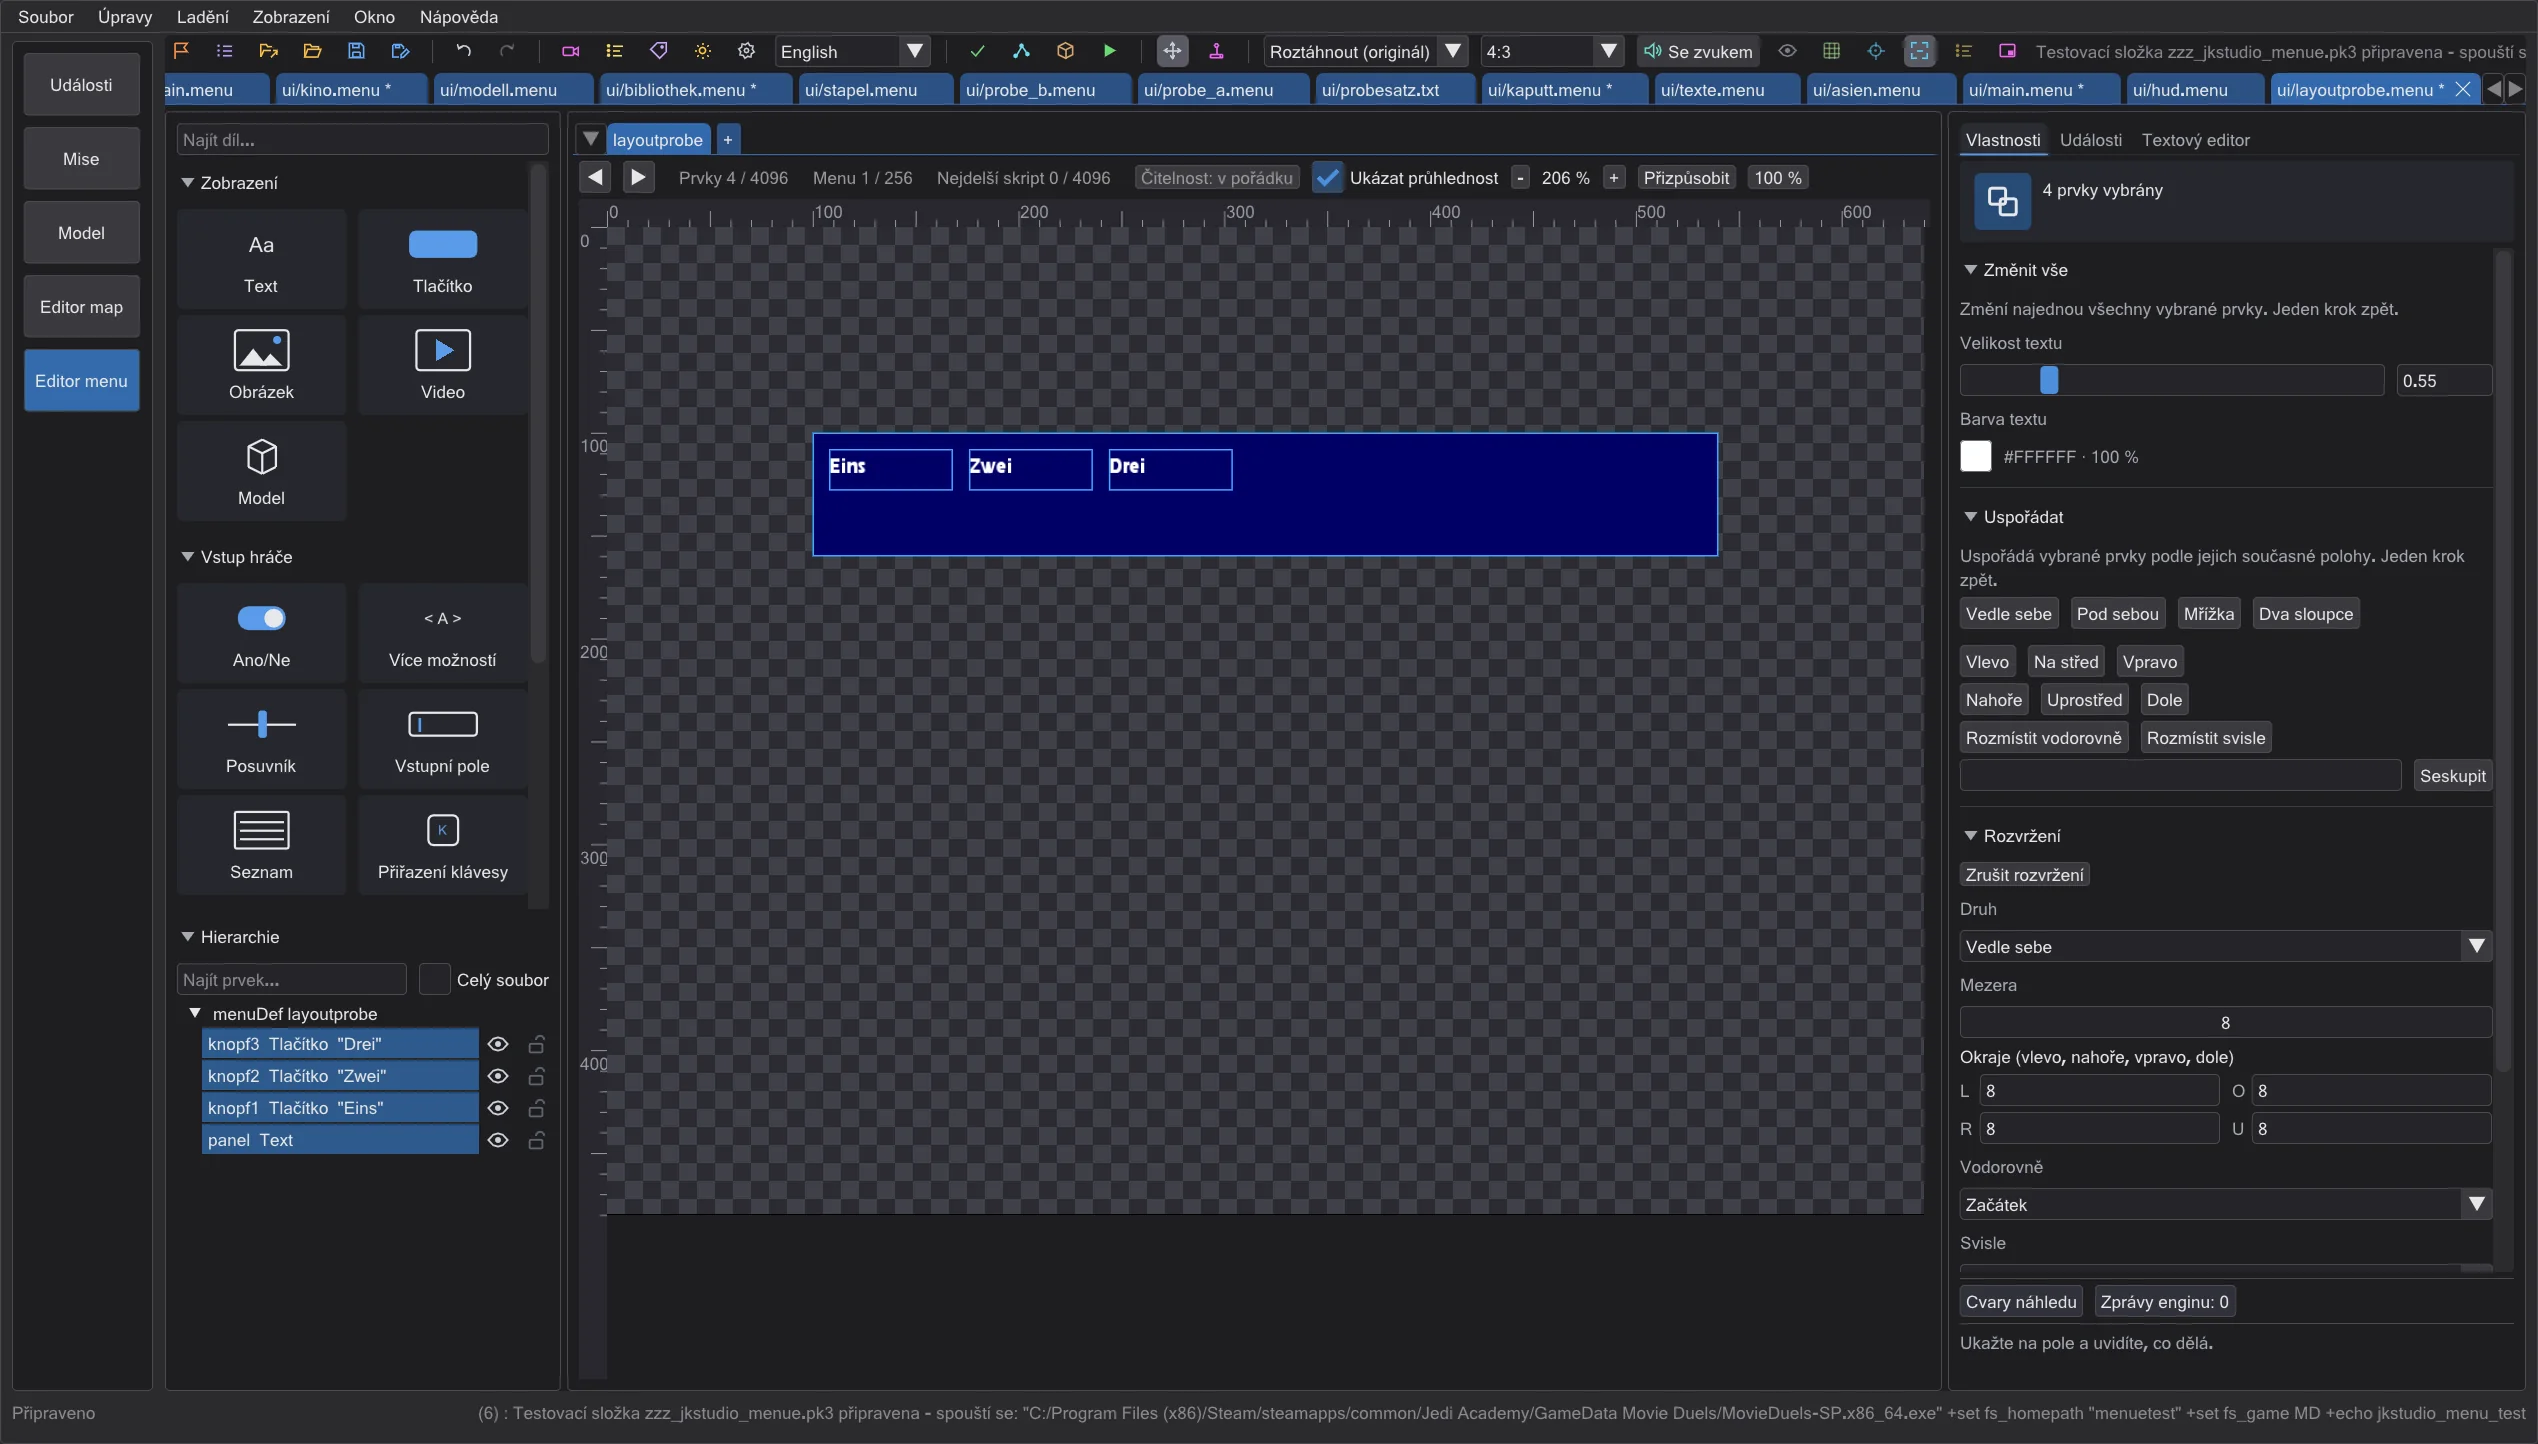 Soubor Úpravy Ladění Zobrazení Okno Nápověda
English
Roztáhnout (originál)
4:3
Se zvukem
Testovací složka zzz_jkstudio_menue.pk3 připravena - spouští s
Události
Mise
Model
Editor map
Editor menu
ain.menu
ui/kino.menu *
ui/modell.menu
ui/bibliothek.menu *
ui/stapel.menu
ui/probe_b.menu
ui/probe_a.menu
ui/probesatz.txt
ui/kaputt.menu *
ui/texte.menu
ui/asien.menu
ui/main.menu *
ui/hud.menu
ui/layoutprobe.menu *
Najít díl...
Zobrazení
Aa
Text
Tlačítko
Obrázek
Video
Model
Vstup hráče
Ano/Ne
< A >
Více možností
Posuvník
Vstupní pole
Seznam
K
Přiřazení klávesy
Hierarchie
Najít prvek...
Celý soubor
menuDef layoutprobe
knopf3 Tlačítko "Drei"
knopf2 Tlačítko "Zwei"
knopf1 Tlačítko "Eins"
panel Text
layoutprobe
+
Prvky 4 / 4096
Menu 1 / 256
Nejdelší skript 0 / 4096
Čitelnost: v pořádku
Ukázat průhlednost
-
206 %
+
Přizpůsobit
100 %
0 100 200 300 400 500 600
0
100
200
300
400
Eins
Zwei
Drei
Vlastnosti Události Textový editor
4 prvky vybrány
Změnit vše
Změní najednou všechny vybrané prvky. Jeden krok zpět.
Velikost textu
0.55
Barva textu
#FFFFFF · 100 %
Uspořádat
Uspořádá vybrané prvky podle jejich současné polohy. Jeden krok
zpět.
Vedle sebe Pod sebou Mřížka Dva sloupce
Vlevo Na střed Vpravo
Nahoře Uprostřed Dole
Rozmístit vodorovně Rozmístit svisle
Seskupit
Rozvržení
Zrušit rozvržení
Druh
Vedle sebe
Mezera
8
Okraje (vlevo, nahoře, vpravo, dole)
L 8 O 8
R 8 U 8
Vodorovně
Začátek
Svisle
Cvary náhledu Zprávy enginu: 0
Ukažte na pole a uvidíte, co dělá.
Připraveno
(6) : Testovací složka zzz_jkstudio_menue.pk3 připravena - spouští se: "C:/Program Files (x86)/Steam/steamapps/common/Jedi Academy/GameData Movie Duels/MovieDuels-SP.x86_64.exe" +set fs_homepath "menuetest" +set fs_game MD +echo jkstudio_menu_test